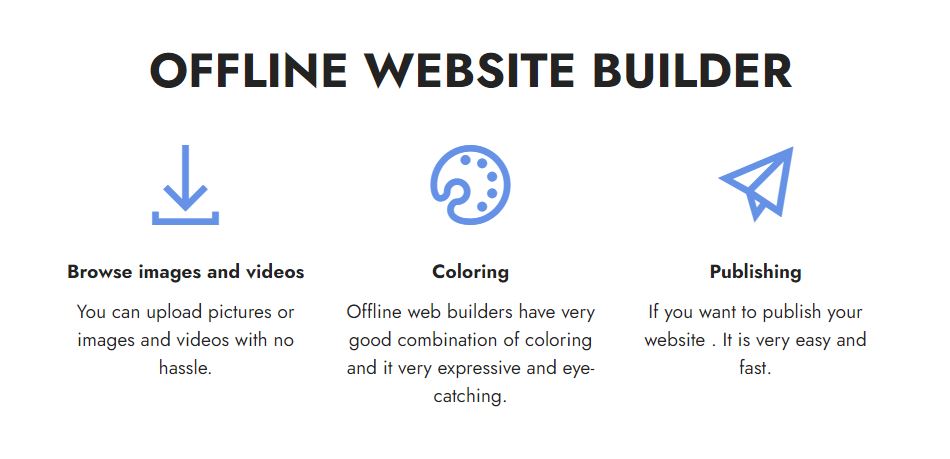 OFFLINE WEBSITE BUILDER
Browse images and videos
You can upload pictures or
images and videos with no
hassle.
Coloring
Offline web builders have very
good combination of coloring
and it very expressive and eye-
catching.
Publishing
If you want to publish your
website . It is very easy and
fast.